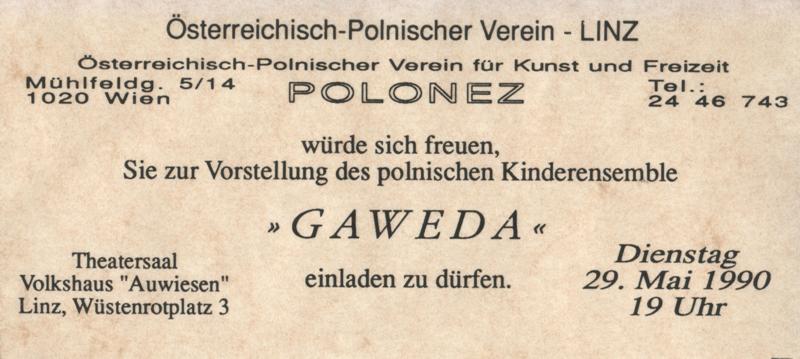 Österreichisch-Polnischer Verein - LINZ
Österreichisch-Polnischer Verein für Kunst und Freizeit
Mühlfeldg. 5/14
1020 Wien
POLONEZ
Tel.:
24 46 743
würde sich freuen,
Sie zur Vorstellung des polnischen Kinderensemble
» GAWEDA «
Theatersaal
Volkshaus "Auwiesen"
Linz, Wüstenrotplatz 3
einladen zu dürfen.
Dienstag
29. Mai 1990
19 Uhr